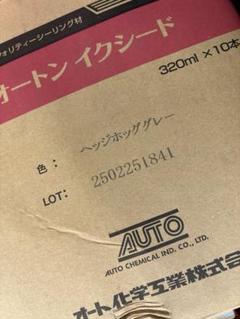 ォリティーシーリング材
オートン イクシード
320ml ×10本
色: ヘッジホッググレー
LOT: 2502251841
AUTO
AUTO CHEMICAL IND. CO., LTD.
オート化学工業株式会